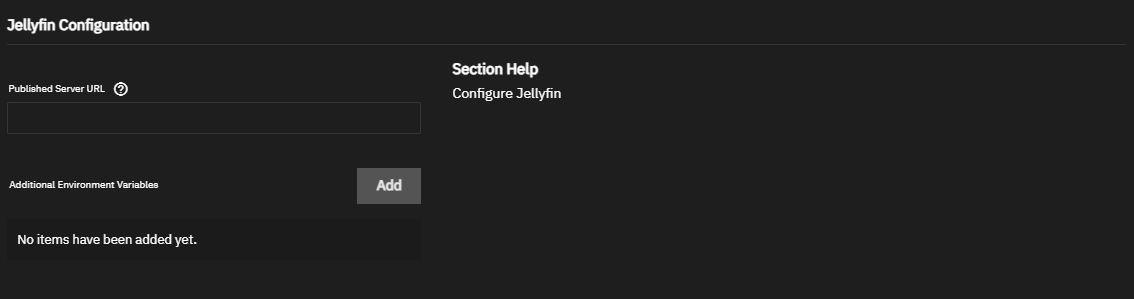 Jellyfin Configuration
Published Server URL
Section Help
Configure Jellyfin
Additional Environment Variables
Add
No items have been added yet.